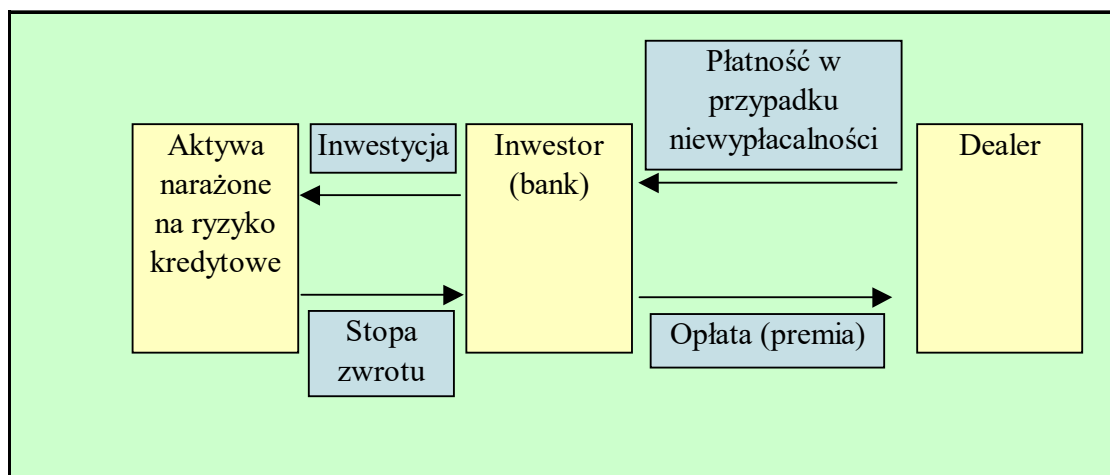 Aktywa
narażone
na ryzyko
kredytowe
Inwestycja
Stopa
zwrotu
Inwestor
(bank)
Płatność w
przypadku
niewypłacalności
Opłata (premia)
Dealer